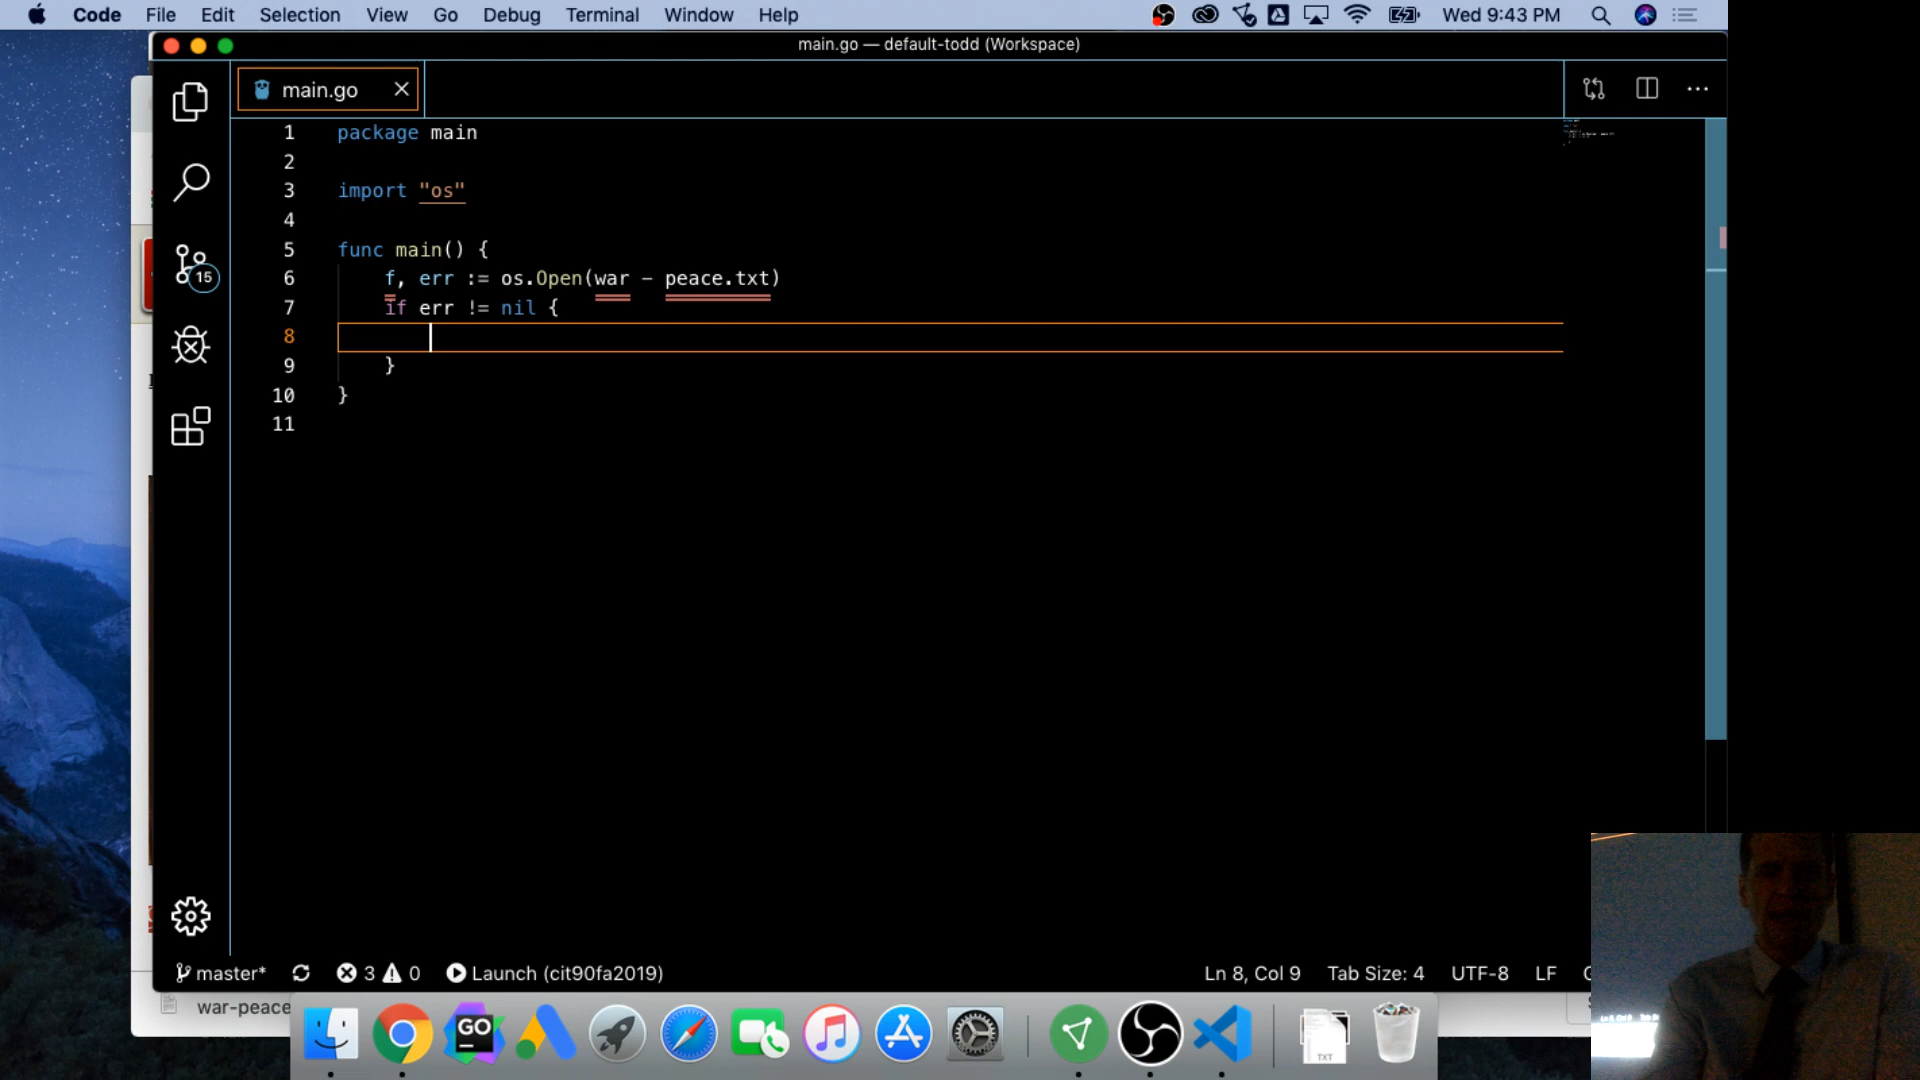 Code File Edit Selection View Go Debug Terminal Window Help Wed 9:43 PM
main.go — default-todd (Workspace)
main.go
1 package main
2
3 import "os"
4
5 func main() {
6 f, err := os.Open(war - peace.txt)
7 if err != nil {
8
9 }
10 }
11
15
master* 3 0 Launch (cit90fa2019) Ln 8, Col 9 Tab Size: 4 UTF-8 LF
war-peace
GO
TXT